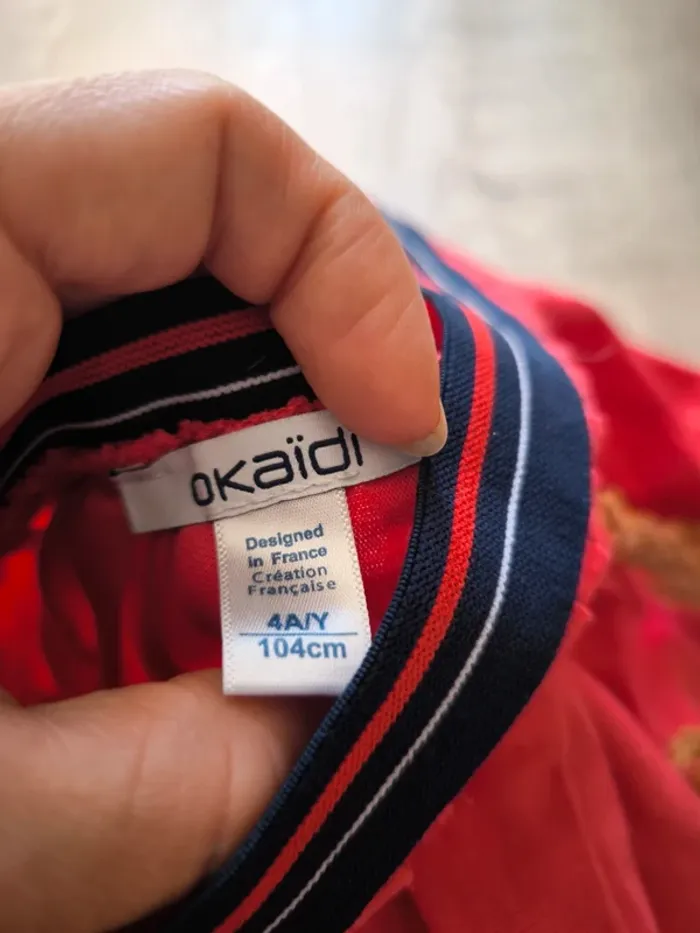 okaïdi
Designed
in France
Création
Française
4A/Y
104cm